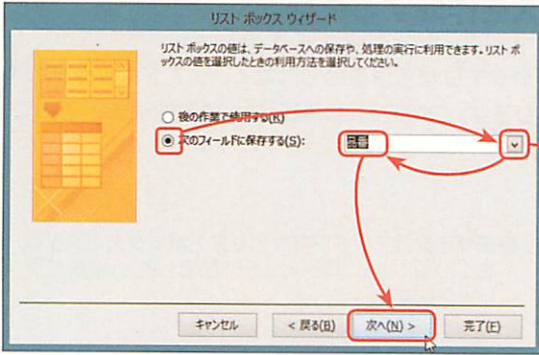 リスト ボックス ウィザード
リスト ボックスの値は、データベースへの保存や、処理の実行に利用できます。リスト ボ
ックスの値を選択したときの利用方法を選択してください。
後の作業で使用する(R)
次のフィールドに保存する(S):
キャンセル
< 戻る(B)
次へ(N) >
完了(F)